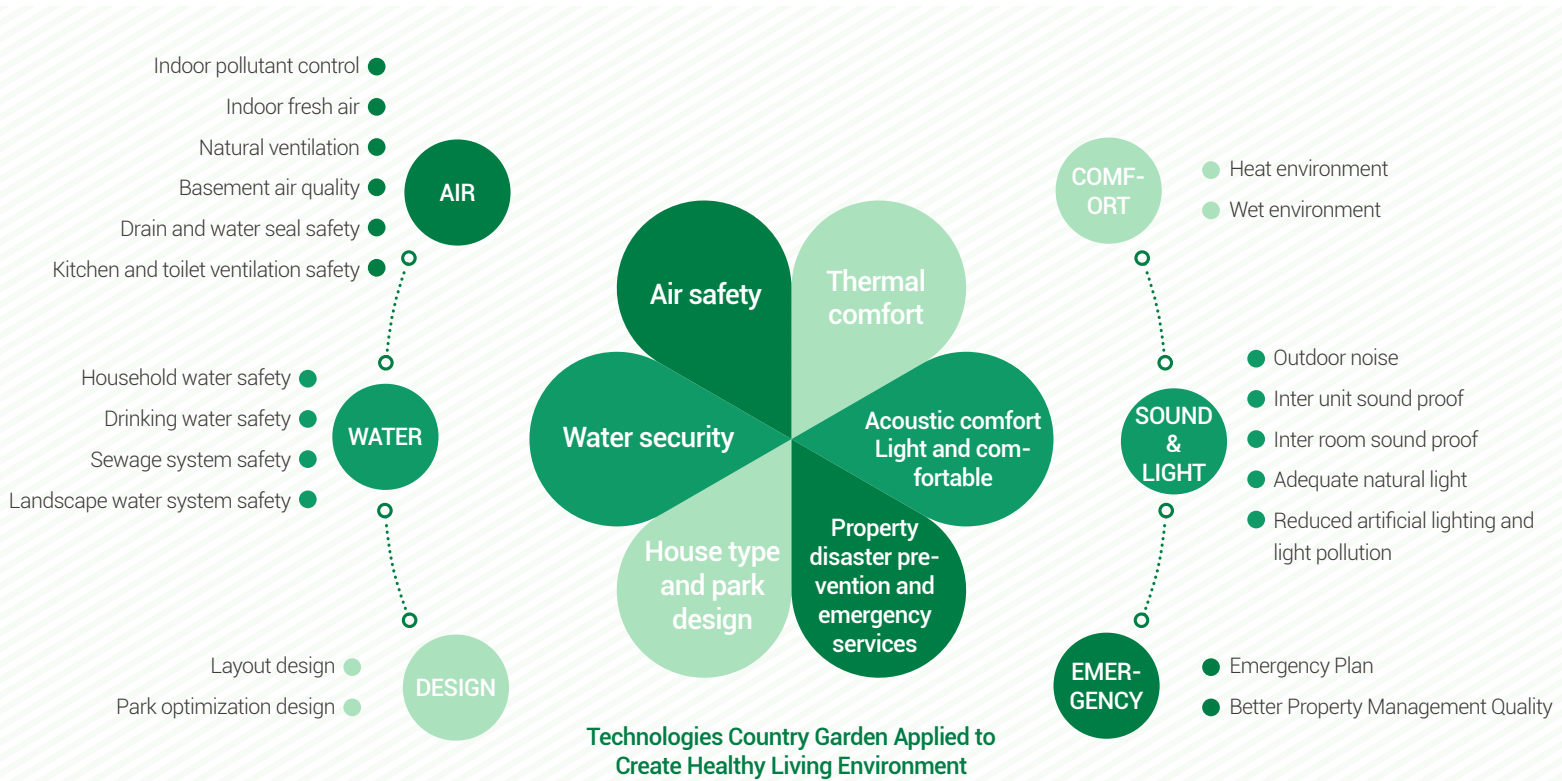 Indoor pollutant control
Indoor fresh air
Natural ventilation
Basement air quality
Drain and water seal safety
Kitchen and toilet ventilation safety
AIR
Household water safety
Drinking water safety
Sewage system safety
Landscape water system safety
WATER
Layout design
Park optimization design
DESIGN
Air safety
Thermal
comfort
Water security
Acoustic comfort
Light and com-
fortable
House type
and park
design
Property
disaster pre-
vention and
emergency
services
COMF-
ORT
Heat environment
Wet environment
SOUND
&
LIGHT
Outdoor noise
Inter unit sound proof
Inter room sound proof
Adequate natural light
Reduced artificial lighting and
light pollution
EMER-
GENCY
Emergency Plan
Better Property Management Quality
Technologies Country Garden Applied to
Create Healthy Living Environment